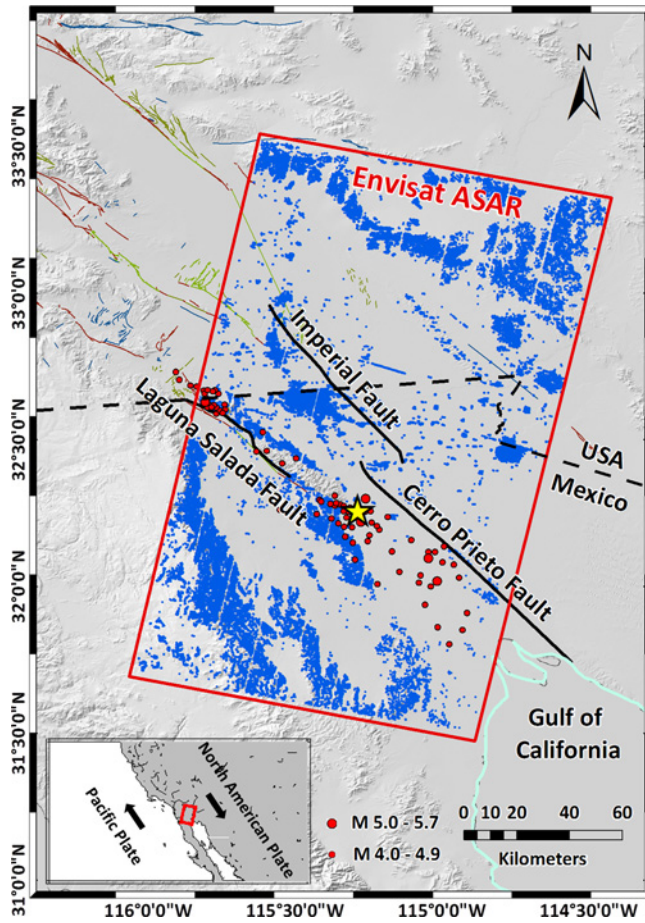 N
33°30'0"N
33°0'0"N
32°30'0"N
32°0'0"N
31°30'0"N
31°0'0"N
Envisat ASAR
Imperial Fault
Laguna Salada Fault
Cerro Prieto Fault
USA
Mexico
Gulf of
California
North American Plate
Pacific Plate
M 5.0 - 5.7
M 4.0 - 4.9
0 5 10 20 40 60
Kilometers
116°0'0"W
115°30'0"W
115°0'0"W
114°30'0"W